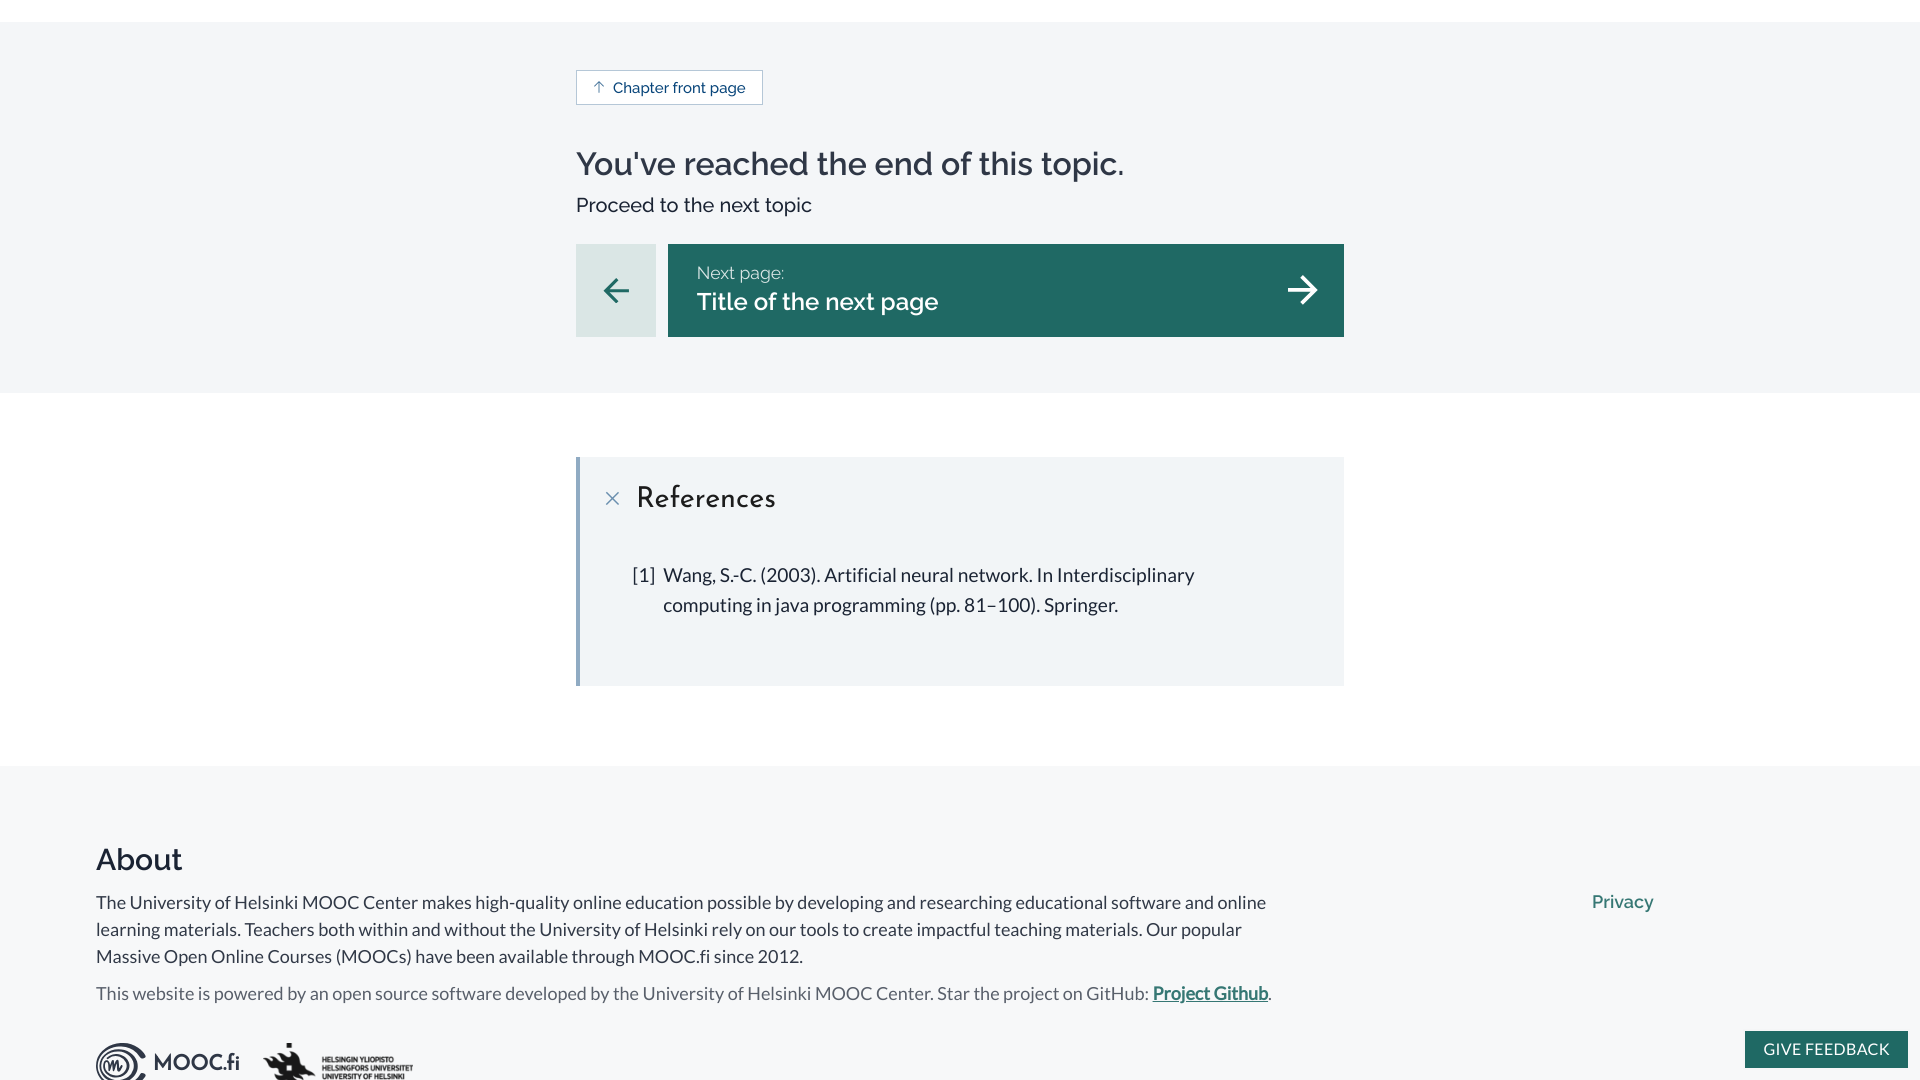 Chapter front page
You've reached the end of this topic.
Proceed to the next topic
Next page:
Title of the next page
References
[1] Wang, S.-C. (2003). Artificial neural network. In Interdisciplinary
computing in java programming (pp. 81–100). Springer.
About
The University of Helsinki MOOC Center makes high-quality online education possible by developing and researching educational software and online
learning materials. Teachers both within and without the University of Helsinki rely on our tools to create impactful teaching materials. Our popular
Massive Open Online Courses (MOOCs) have been available through MOOC.fi since 2012.
Privacy
This website is powered by an open source software developed by the University of Helsinki MOOC Center. Star the project on GitHub: Project Github.
MOOC.fi
HELSINGIN YLIOPISTO
HELSINGFORS UNIVERSITET
UNIVERSITY OF HELSINKI
GIVE FEEDBACK